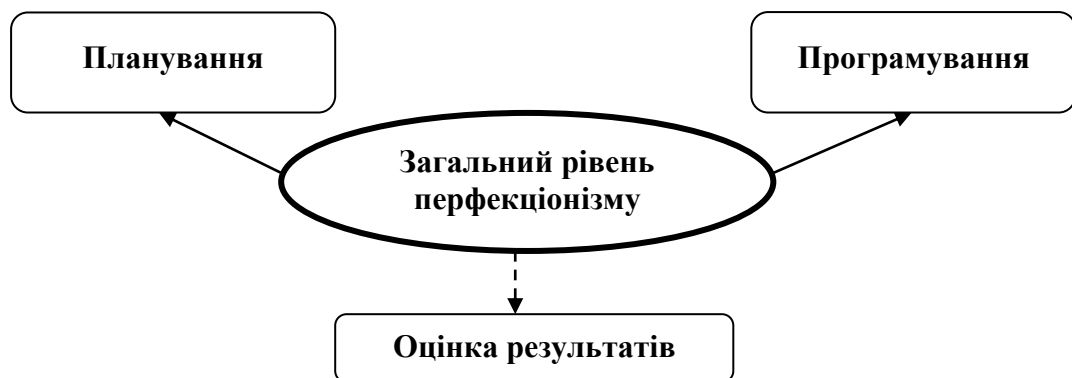 Планування
Програмування
Загальний рівень
перфекціонізму
Оцінка результатів